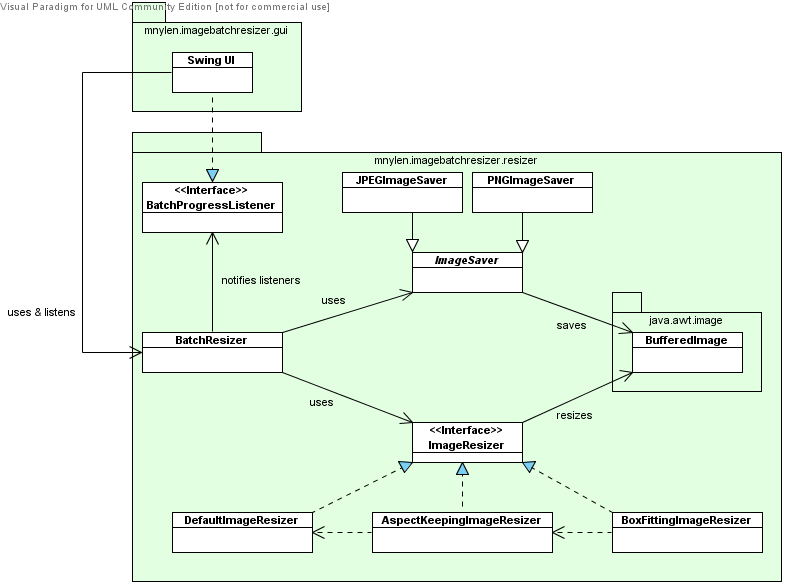 Visual Paradigm for UML Community Edition [not for commercial use]
mnylen.imagebatchresizer.gui
Swing UI
mnylen.imagebatchresizer.resizer
<<Interface>>
BatchProgressListener
JPEGImageSaver
PNGImageSaver
ImageSaver
notifies listeners
uses
saves
java.awt.image
uses & listens
BatchResizer
BufferedImage
uses
resizes
<<Interface>>
ImageResizer
DefaultImageResizer
AspectKeepingImageResizer
BoxFittingImageResizer